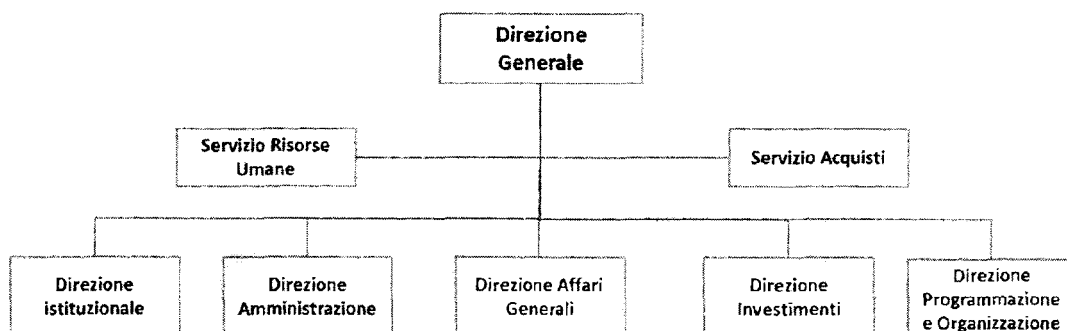 Direzione
Generale
Servizio Risorse
Umane
Servizio Acquisti
Direzione
istituzionale
Direzione
Amministrazione
Direzione Affari
Generali
Direzione
Investimenti
Direzione
Programmazione
e Organizzazione